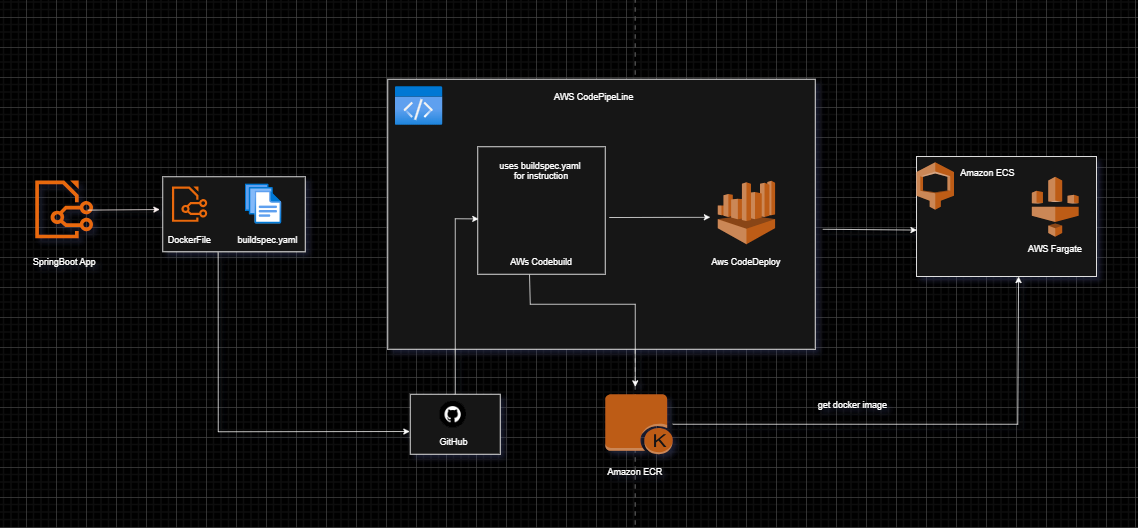 AWS CodePipeLine
uses buildspec.yaml
for instruction
AWs Codebuild
Aws CodeDeploy
Amazon ECS
AWS Fargate
DockerFile
buildspec.yaml
SpringBoot App
GitHub
get docker image
K
Amazon ECR